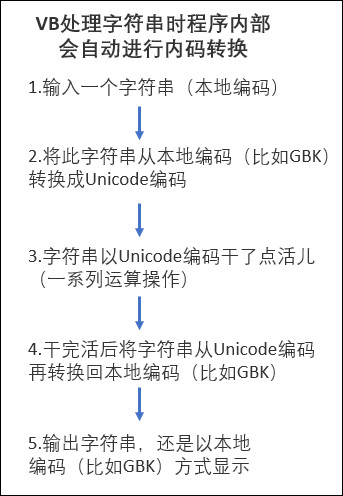 VB处理字符串时程序内部
会自动进行内码转换
1.输入一个字符串（本地编码）
2.将此字符串从本地编码（比如GBK）
转换成Unicode编码
3.字符串以Unicode编码干了点活儿
（一系列运算操作）
4.干完活后将字符串从Unicode编码
再转换回本地编码（比如GBK）
5.输出字符串，还是以本地
编码（比如GBK）方式显示